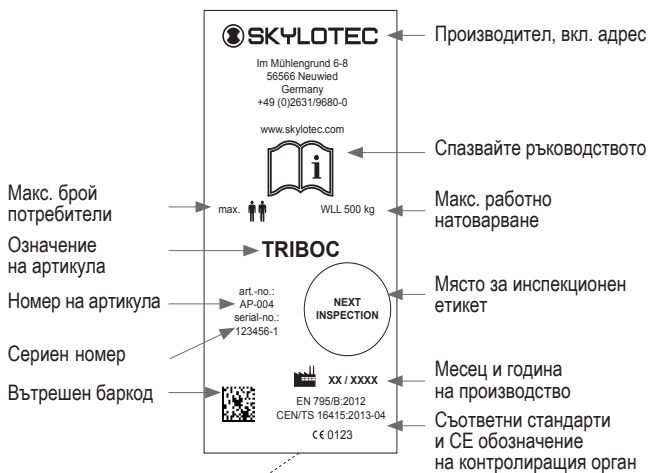 SKYLOTEC
Производител, вкл. адрес
Im Mühlengrund 6-8
56566 Neuwied
Germany
+49 (0)2631/9680-0
www.skylotec.com
i
Спазвайте ръководството
Макс. брой
потребители
max.
WLL 500 kg
Макс. работно
натоварване
Означение
на артикула
TRIBOC
Номер на артикула
art.-no.:
AP-004
serial-no.:
123456-1
NEXT
INSPECTION
Място за инспекционен
етикет
Сериен номер
Вътрешен баркод
XX / XXXX
Месец и година
на производство
EN 795/B:2012
CEN/TS 16415:2013-04
CE 0123
Съответни стандарти
и CE обозначение
на контролиращия орган